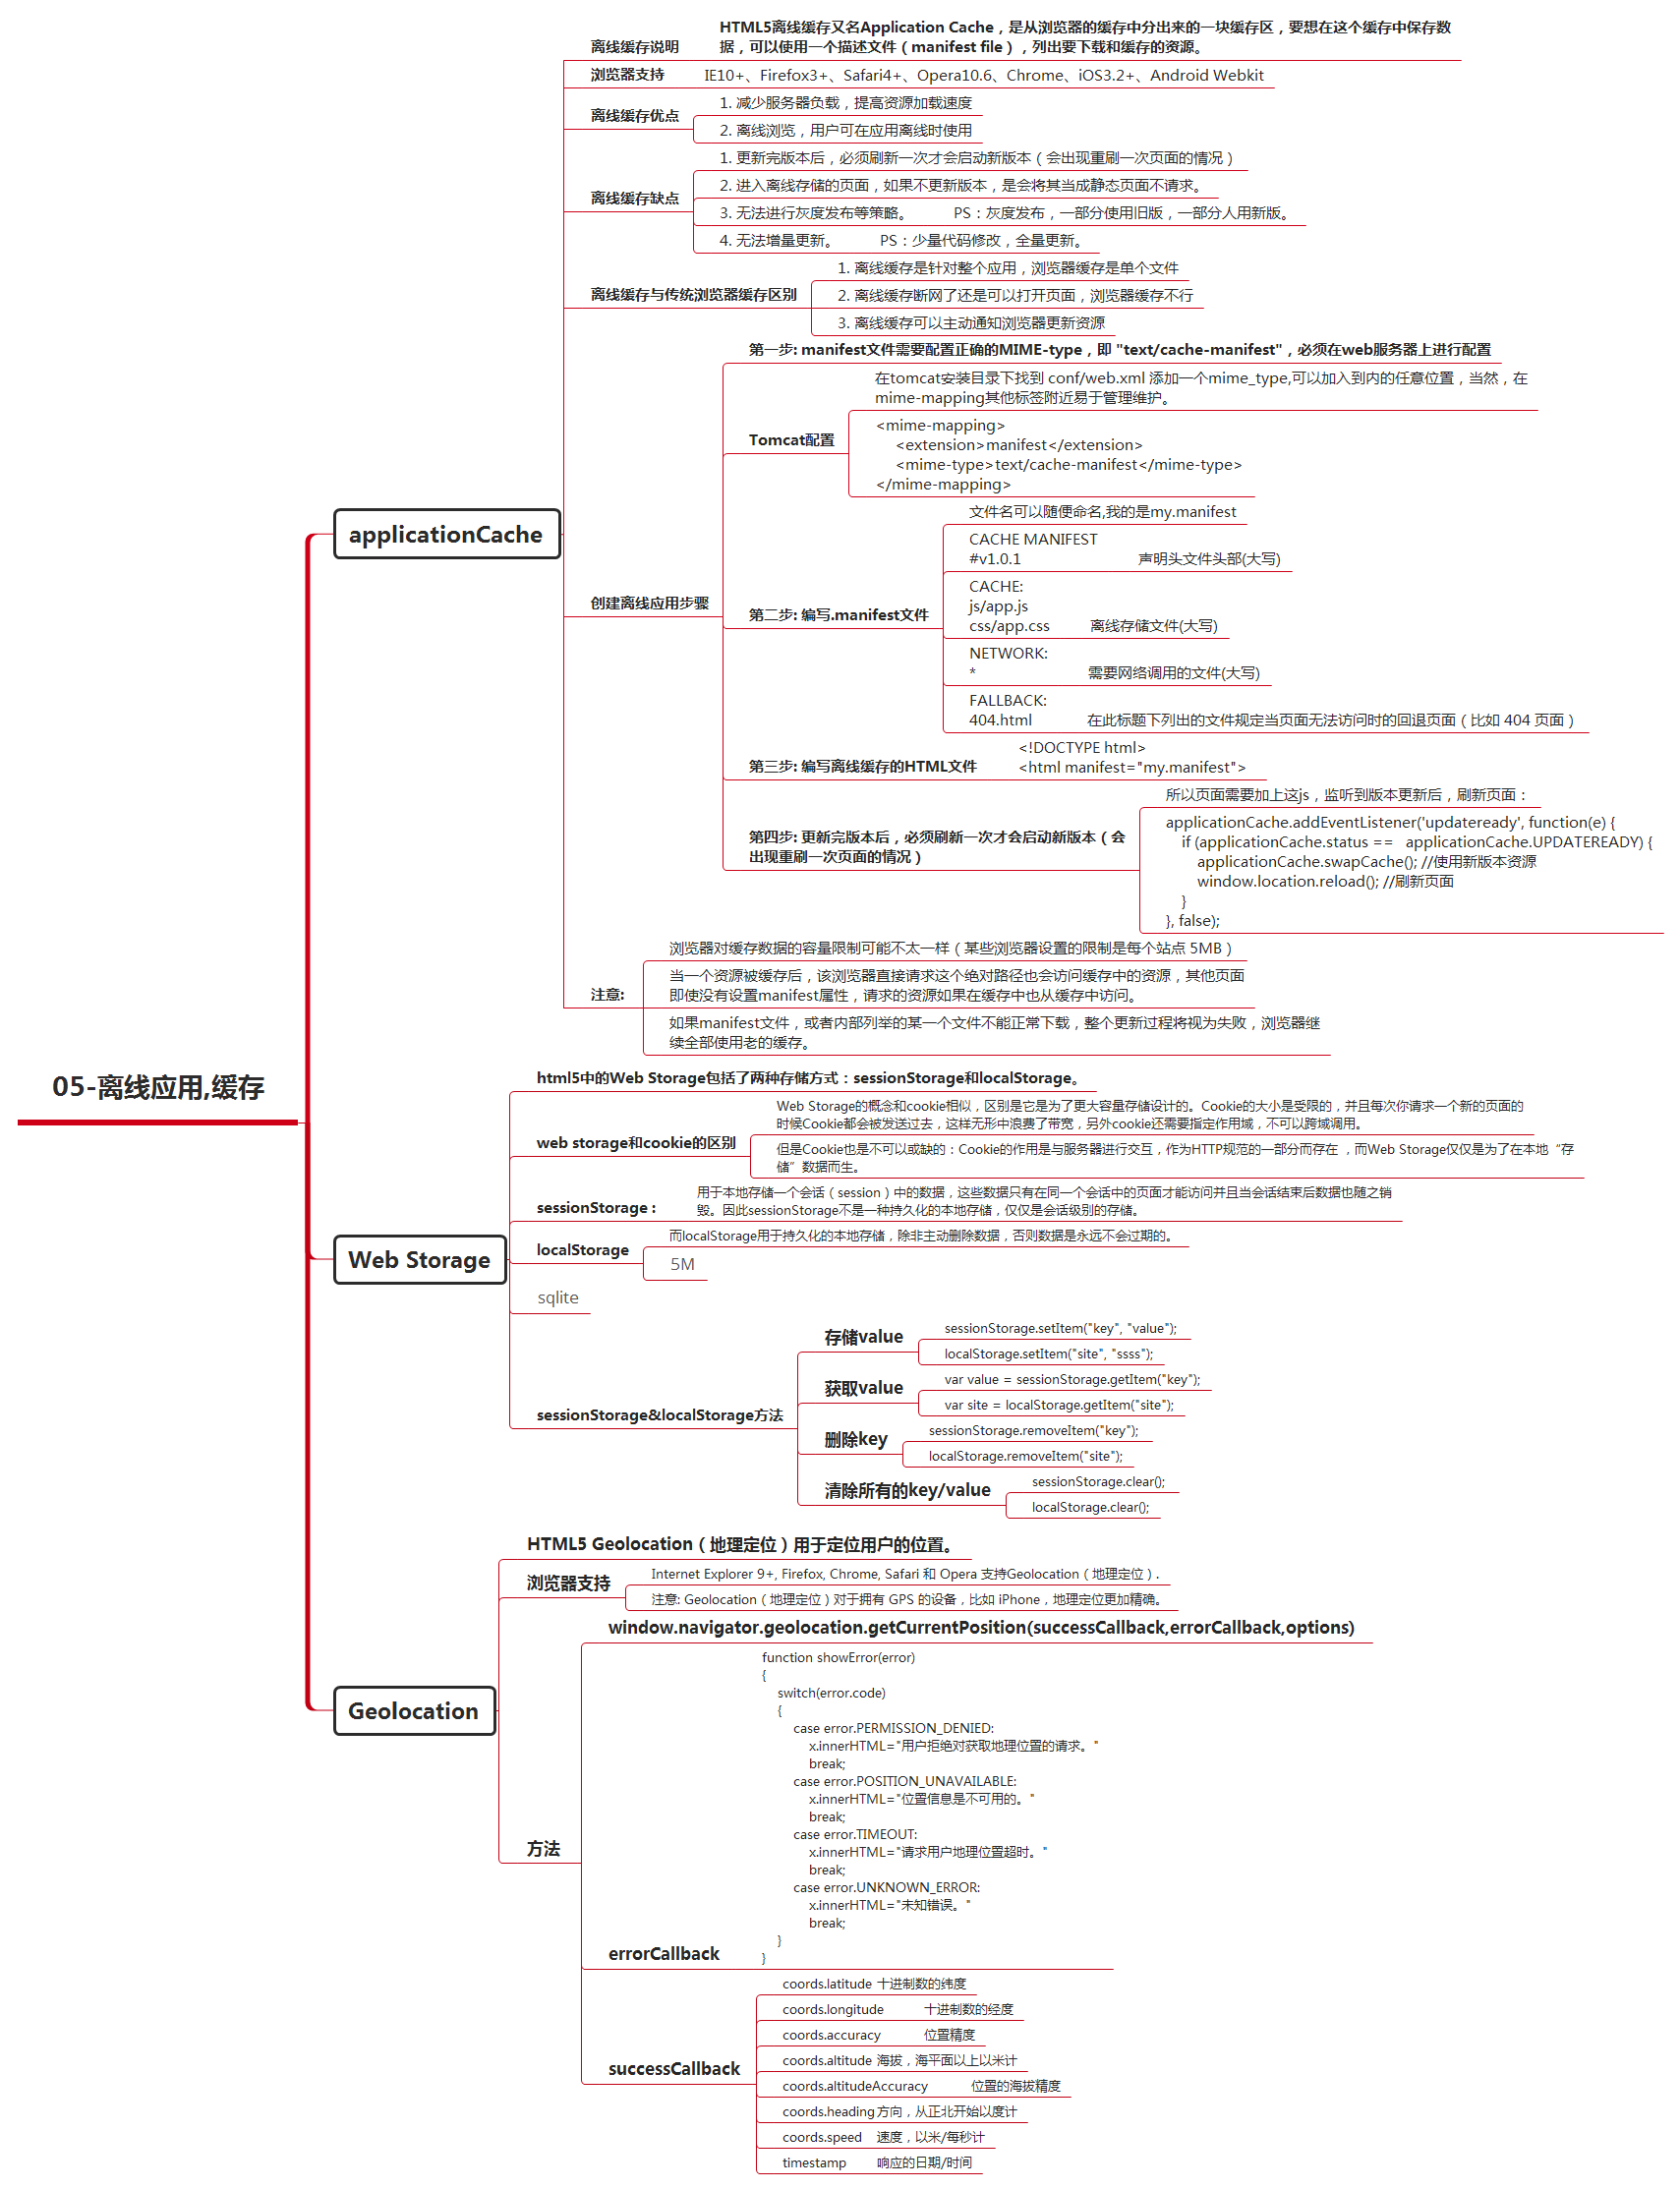 05-离线应用,缓存
applicationCache
离线缓存说明
HTML5离线缓存又名Application Cache，是从浏览器的缓存中分出来的一块缓存区，要想在这个缓存中保存数
据，可以使用一个描述文件（manifest file），列出要下载和缓存的资源。
浏览器支持
IE10+、Firefox3+、Safari4+、Opera10.6、Chrome、iOS3.2+、Android Webkit
离线缓存优点
1. 减少服务器负载，提高资源加载速度
2. 离线浏览，用户可在应用离线时使用
离线缓存缺点
1. 更新完版本后，必须刷新一次才会启动新版本（会出现重刷一次页面的情况）
2. 进入离线存储的页面，如果不更新版本，是会将其当成静态页面不请求。
3. 无法进行灰度发布等策略。 PS：灰度发布，一部分使用旧版，一部分人用新版。
4. 无法增量更新。 PS：少量代码修改，全量更新。
离线缓存与传统浏览器缓存区别
1. 离线缓存是针对整个应用，浏览器缓存是单个文件
2. 离线缓存断网了还是可以打开页面，浏览器缓存不行
3. 离线缓存可以主动通知浏览器更新资源
创建离线应用步骤
第一步: manifest文件需要配置正确的MIME-type，即 "text/cache-manifest"，必须在web服务器上进行配置
Tomcat配置
在tomcat安装目录下找到 conf/web.xml 添加一个mime_type,可以加入到内的任意位置，当然，在
mime-mapping其他标签附近易于管理维护。
<mime-mapping>
<extension>manifest</extension>
<mime-type>text/cache-manifest</mime-type>
</mime-mapping>
第二步: 编写.manifest文件
文件名可以随便命名,我的是my.manifest
CACHE MANIFEST
#v1.0.1 声明头文件头部(大写)
CACHE:
js/app.js
css/app.css 离线存储文件(大写)
NETWORK:
* 需要网络调用的文件(大写)
FALLBACK:
404.html 在此标题下列出的文件规定当页面无法访问时的回退页面（比如 404 页面）
第三步: 编写离线缓存的HTML文件
<!DOCTYPE html>
<html manifest="my.manifest">
第四步: 更新完版本后，必须刷新一次才会启动新版本（会
出现重刷一次页面的情况）
所以页面需要加上这js，监听到版本更新后，刷新页面：
applicationCache.addEventListener('updateready', function(e) {
if (applicationCache.status == applicationCache.UPDATEREADY) {
applicationCache.swapCache(); //使用新版本资源
window.location.reload(); //刷新页面
}
}, false);
注意:
浏览器对缓存数据的容量限制可能不太一样（某些浏览器设置的限制是每个站点 5MB）
当一个资源被缓存后，该浏览器直接请求这个绝对路径也会访问缓存中的资源，其他页面
即使没有设置manifest属性，请求的资源如果在缓存中也从缓存中访问。
如果manifest文件，或者内部列举的某一个文件不能正常下载，整个更新过程将视为失败，浏览器继
续全部使用老的缓存。
Web Storage
html5中的Web Storage包括了两种存储方式：sessionStorage和localStorage。
web storage和cookie的区别
Web Storage的概念和cookie相似，区别是它是为了更大容量存储设计的。Cookie的大小是受限的，并且每次你请求一个新的页面的
时候Cookie都会被发送过去，这样无形中浪费了带宽，另外cookie还需要指定作用域，不可以跨域调用。
但是Cookie也是不可以或缺的：Cookie的作用是与服务器进行交互，作为HTTP规范的一部分而存在 ，而Web Storage仅仅是为了在本地“存
储”数据而生。
sessionStorage：
用于本地存储一个会话（session）中的数据，这些数据只有在同一个会话中的页面才能访问并且当会话结束后数据也随之销
毁。因此sessionStorage不是一种持久化的本地存储，仅仅是会话级别的存储。
localStorage
而localStorage用于持久化的本地存储，除非主动删除数据，否则数据是永远不会过期的。
5M
sqlite
sessionStorage&localStorage方法
存储value
sessionStorage.setItem("key", "value");
localStorage.setItem("site", "ssss");
获取value
var value = sessionStorage.getItem("key");
var site = localStorage.getItem("site");
删除key
sessionStorage.removeItem("key");
localStorage.removeItem("site");
清除所有的key/value
sessionStorage.clear();
localStorage.clear();
Geolocation
HTML5 Geolocation（地理定位）用于定位用户的位置。
浏览器支持
Internet Explorer 9+, Firefox, Chrome, Safari 和 Opera 支持Geolocation（地理定位）.
注意: Geolocation（地理定位）对于拥有 GPS 的设备，比如 iPhone，地理定位更加精确。
方法
window.navigator.geolocation.getCurrentPosition(successCallback,errorCallback,options)
errorCallback
function showError(error)
{
switch(error.code)
{
case error.PERMISSION_DENIED:
x.innerHTML="用户拒绝对获取地理位置的请求。"
break;
case error.POSITION_UNAVAILABLE:
x.innerHTML="位置信息是不可用的。"
break;
case error.TIMEOUT:
x.innerHTML="请求用户地理位置超时。"
break;
case error.UNKNOWN_ERROR:
x.innerHTML="未知错误。"
break;
}
}
successCallback
coords.latitude 十进制数的纬度
coords.longitude 十进制数的经度
coords.accuracy 位置精度
coords.altitude 海拔，海平面以上以米计
coords.altitudeAccuracy 位置的海拔精度
coords.heading 方向，从正北开始以度计
coords.speed 速度，以米/每秒计
timestamp 响应的日期/时间